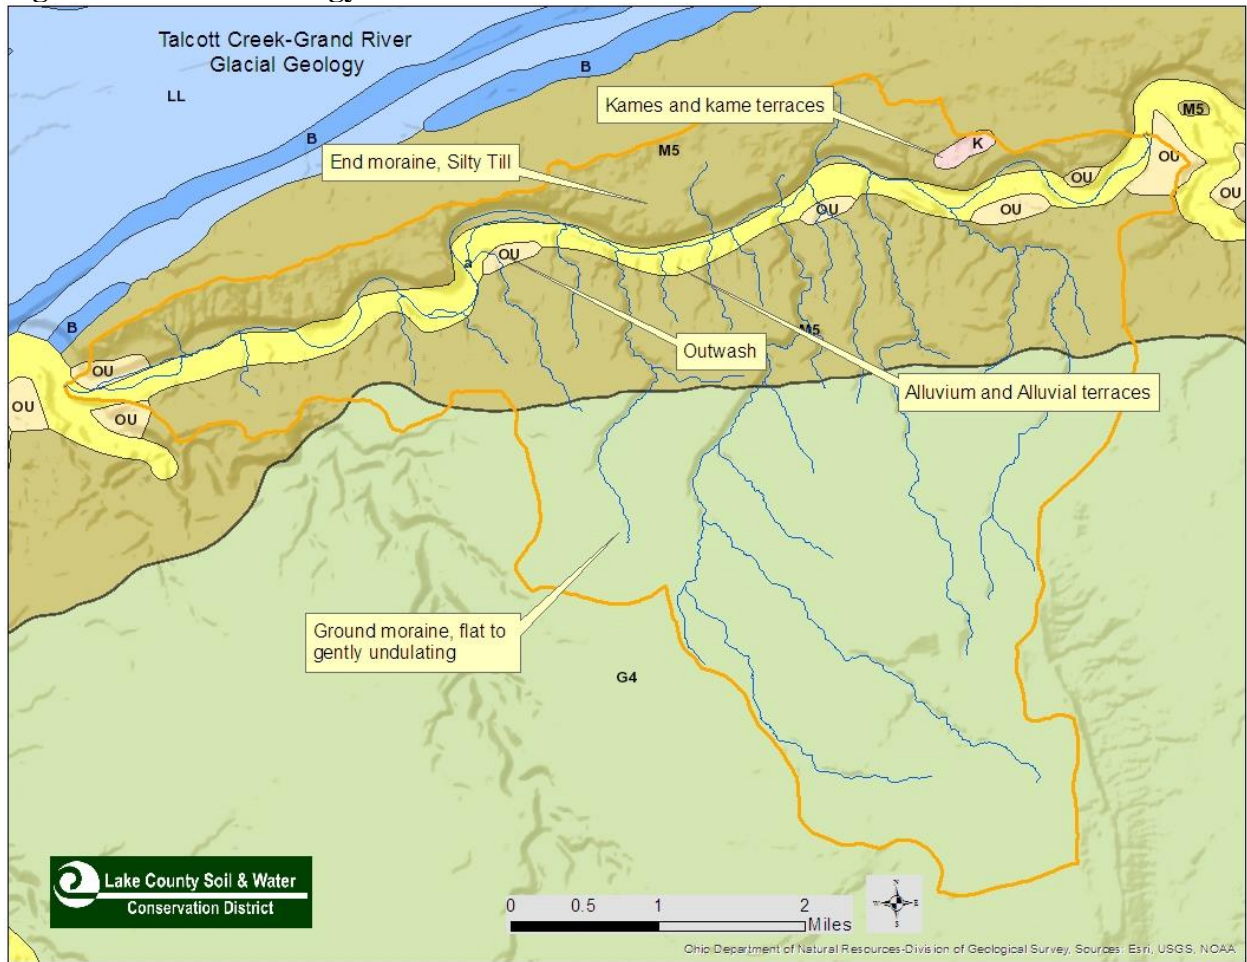 Talcott Creek-Grand River
Glacial Geology
LL
B
B
B
Kames and kame terraces
K
M5
M5
End moraine, Silty Till
OU
OU
OU
OU
OU
OU
a
Outwash
M5
Alluvium and Alluvial terraces
OU
OU
OU
Ground moraine, flat to
gently undulating
G4
Lake County Soil & Water
Conservation District
0 0.5 1 2
Miles
N
W E
S
Ohio Department of Natural Resources-Division of Geological Survey, Sources: Esri, USGS, NOAA